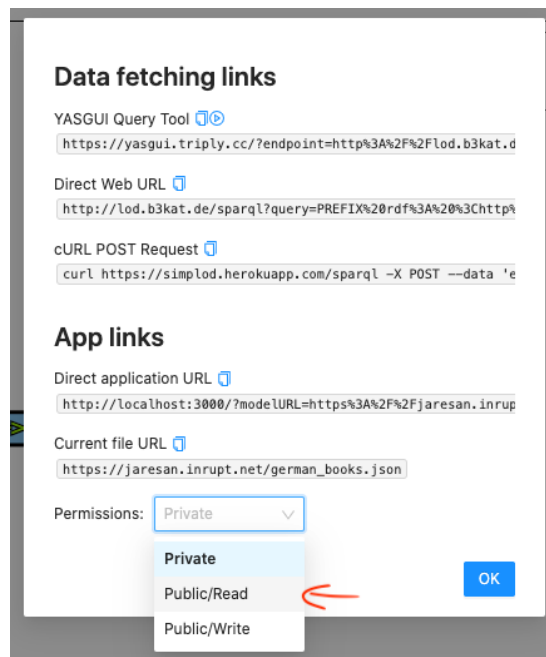 Data fetching links
YASGUI Query Tool
https://yasgui.triply.cc/?endpoint=http%3A%2F%2Flod.b3kat.d
Direct Web URL
http://lod.b3kat.de/sparql?query=PREFIX%20rdf%3A%20%3Chttp%
cURL POST Request
curl https://simplod.herokuapp.com/sparql -X POST --data 'e
App links
Direct application URL
http://localhost:3000/?modelURL=https%3A%2F%2Fjaresan.inrup
Current file URL
https://jaresan.inrupt.net/german_books.json
Permissions: Private
Private
Public/Read
OK
Public/Write